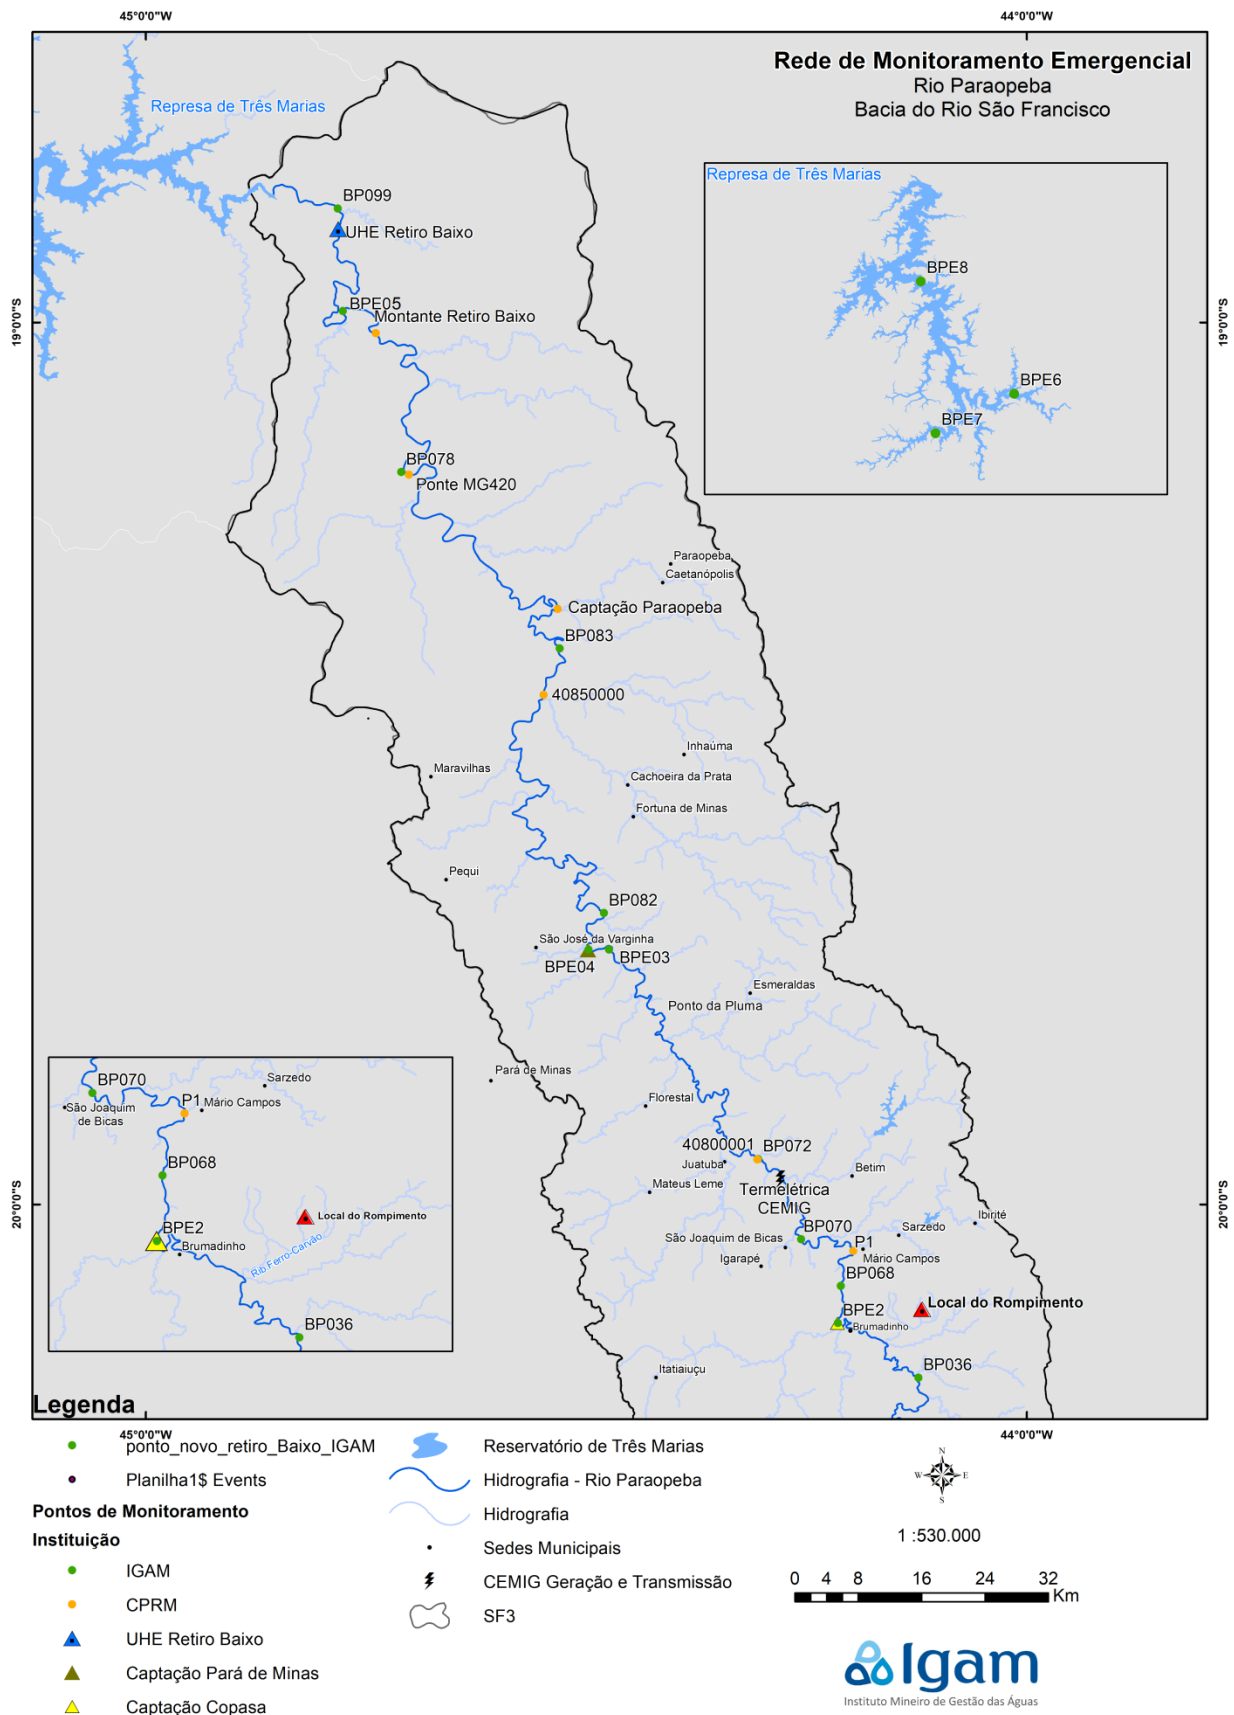 45°0'0"W
44°0'0"W
Rede de Monitoramento Emergencial
Rio Paraopeba
Bacia do Rio São Francisco
Represa de Três Marias
Represa de Três Marias
BPE8
BPE6
BPE7
BP099
UHE Retiro Baixo
BPE05
Montante Retiro Baixo
19°0'0"S
19°0'0"S
BP078
Ponte MG420
Paraopeba
Caetanópolis
Captação Paraopeba
BP083
40850000
Inhaúma
Maravilhas
Cachoeira da Prata
Fortuna de Minas
Pequi
BP082
São José da Varginha
BPE04
BPE03
Esmeraldas
Ponto da Pluma
Pará de Minas
Florestal
40800001
BP072
Juatuba
Betim
Mateus Leme
Termelétrica
CEMIG
Ibirité
20°0'0"S
20°0'0"S
BP070
Sarzedo
São Joaquim de Bicas
P1
Mário Campos
Igarapé
BP068
Local do Rompimento
BPE2
Brumadinho
BP036
Itatiaiuçu
BP070
Sarzedo
P1
Mário Campos
São Joaquim
de Bicas
BP068
Local do Rompimento
BPE2
Brumadinho
Rib Ferro-Carvão
BP036
Legenda
45°0'0"W
44°0'0"W
ponto_novo_retiro_Baixo_IGAM
Planilha1$ Events
Pontos de Monitoramento
Instituição
IGAM
CPRM
UHE Retiro Baixo
Captação Pará de Minas
Captação Copasa
Reservatório de Três Marias
Hidrografia - Rio Paraopeba
Hidrografia
Sedes Municipais
CEMIG Geração e Transmissão
SF3
N
W
E
S
1 :530.000
0 4 8 16 24 32
Km
Igam
Instituto Mineiro de Gestão das Águas